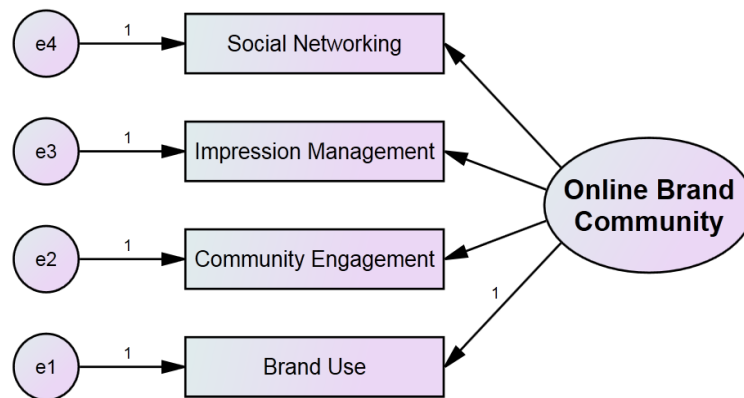 e4
1
Social Networking
e3
1
Impression Management
Online Brand
Community
e2
1
Community Engagement
1
e1
1
Brand Use